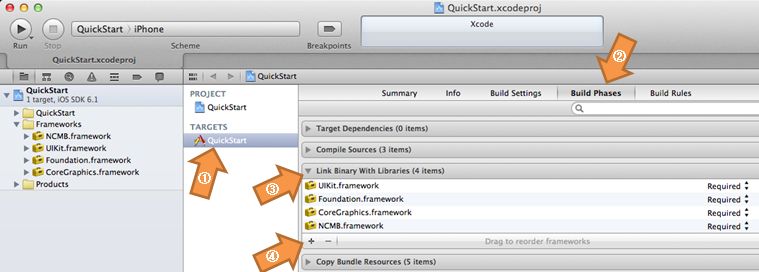 QuickStart.xcodeproj
Run
Stop
QuickStart
iPhone
Scheme
Breakpoints
Xcode
②
QuickStart.xcodeproj
QuickStart
QuickStart
1 target, iOS SDK 6.1
QuickStart
Frameworks
NCMB.framework
UIKit.framework
Foundation.framework
CoreGraphics.framework
Products
PROJECT
QuickStart
TARGETS
QuickStart
①
Summary
Info
Build Settings
Build Phases
Build Rules
Target Dependencies (0 items)
Compile Sources (3 items)
③
Link Binary With Libraries (4 items)
UIKit.framework Required
Foundation.framework Required
CoreGraphics.framework Required
NCMB.framework Required
④
+ − Drag to reorder frameworks
Copy Bundle Resources (5 items)